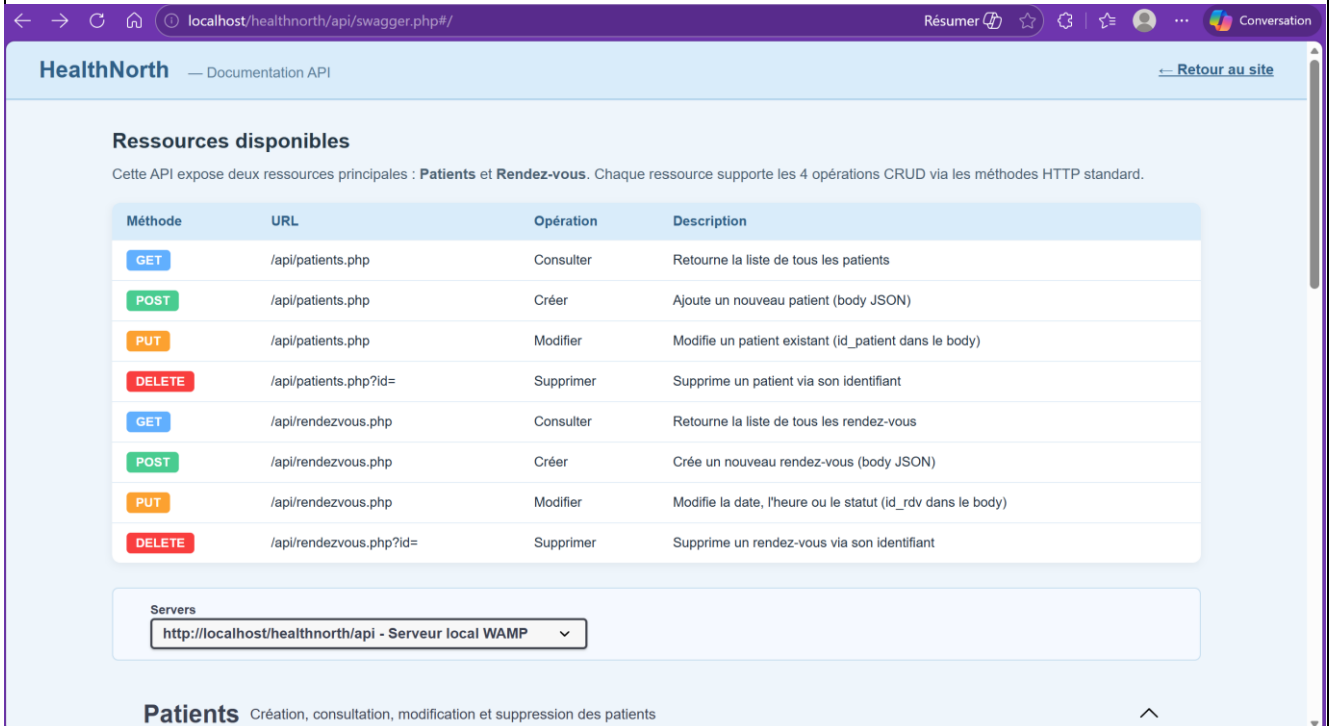 localhost/healthnorth/api/swagger.php#/ Résumer Conversation
HealthNorth — Documentation API ← Retour au site
Ressources disponibles
Cette API expose deux ressources principales : Patients et Rendez-vous. Chaque ressource supporte les 4 opérations CRUD via les méthodes HTTP standard.
Méthode URL Opération Description
GET /api/patients.php Consulter Retourne la liste de tous les patients
POST /api/patients.php Créer Ajoute un nouveau patient (body JSON)
PUT /api/patients.php Modifier Modifie un patient existant (id_patient dans le body)
DELETE /api/patients.php?id= Supprimer Supprime un patient via son identifiant
GET /api/rendezvous.php Consulter Retourne la liste de tous les rendez-vous
POST /api/rendezvous.php Créer Crée un nouveau rendez-vous (body JSON)
PUT /api/rendezvous.php Modifier Modifie la date, l'heure ou le statut (id_rdv dans le body)
DELETE /api/rendezvous.php?id= Supprimer Supprime un rendez-vous via son identifiant
Servers
http://localhost/healthnorth/api - Serveur local WAMP
Patients Création, consultation, modification et suppression des patients